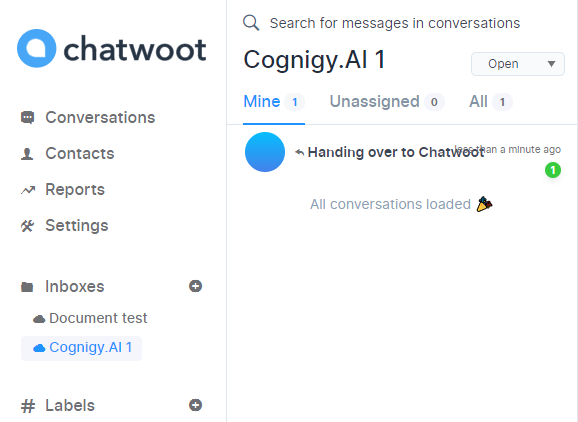 chatwoot
Conversations
Contacts
Reports
Settings
Inboxes
Document test
Cognigy.AI 1
Labels
Search for messages in conversations
Cognigy.AI 1
Open
Mine 1 Unassigned 0 All 1
Handing over to Chatwoot less than a minute ago
1
All conversations loaded 🎉